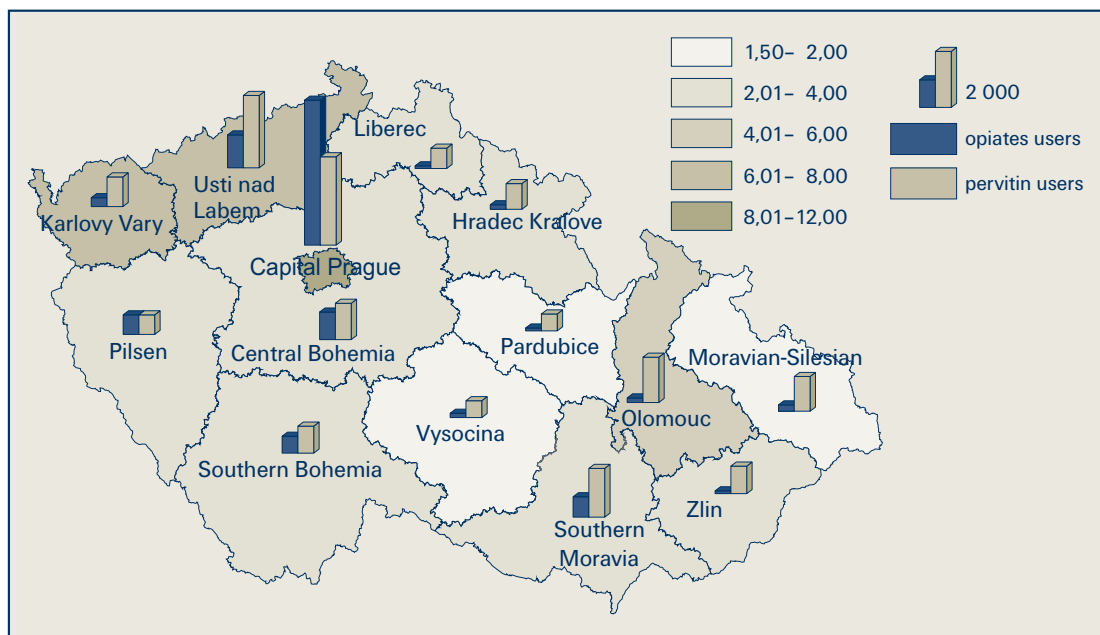 1,50– 2,00
2,01– 4,00
4,01– 6,00
6,01– 8,00
8,01–12,00
2 000
opiates users
pervitin users
Liberec
Usti nad
Labem
Karlovy Vary
Hradec Kralove
Capital Prague
Pilsen
Central Bohemia
Pardubice
Moravian-Silesian
Olomouc
Vysocina
Southern Bohemia
Zlin
Southern
Moravia